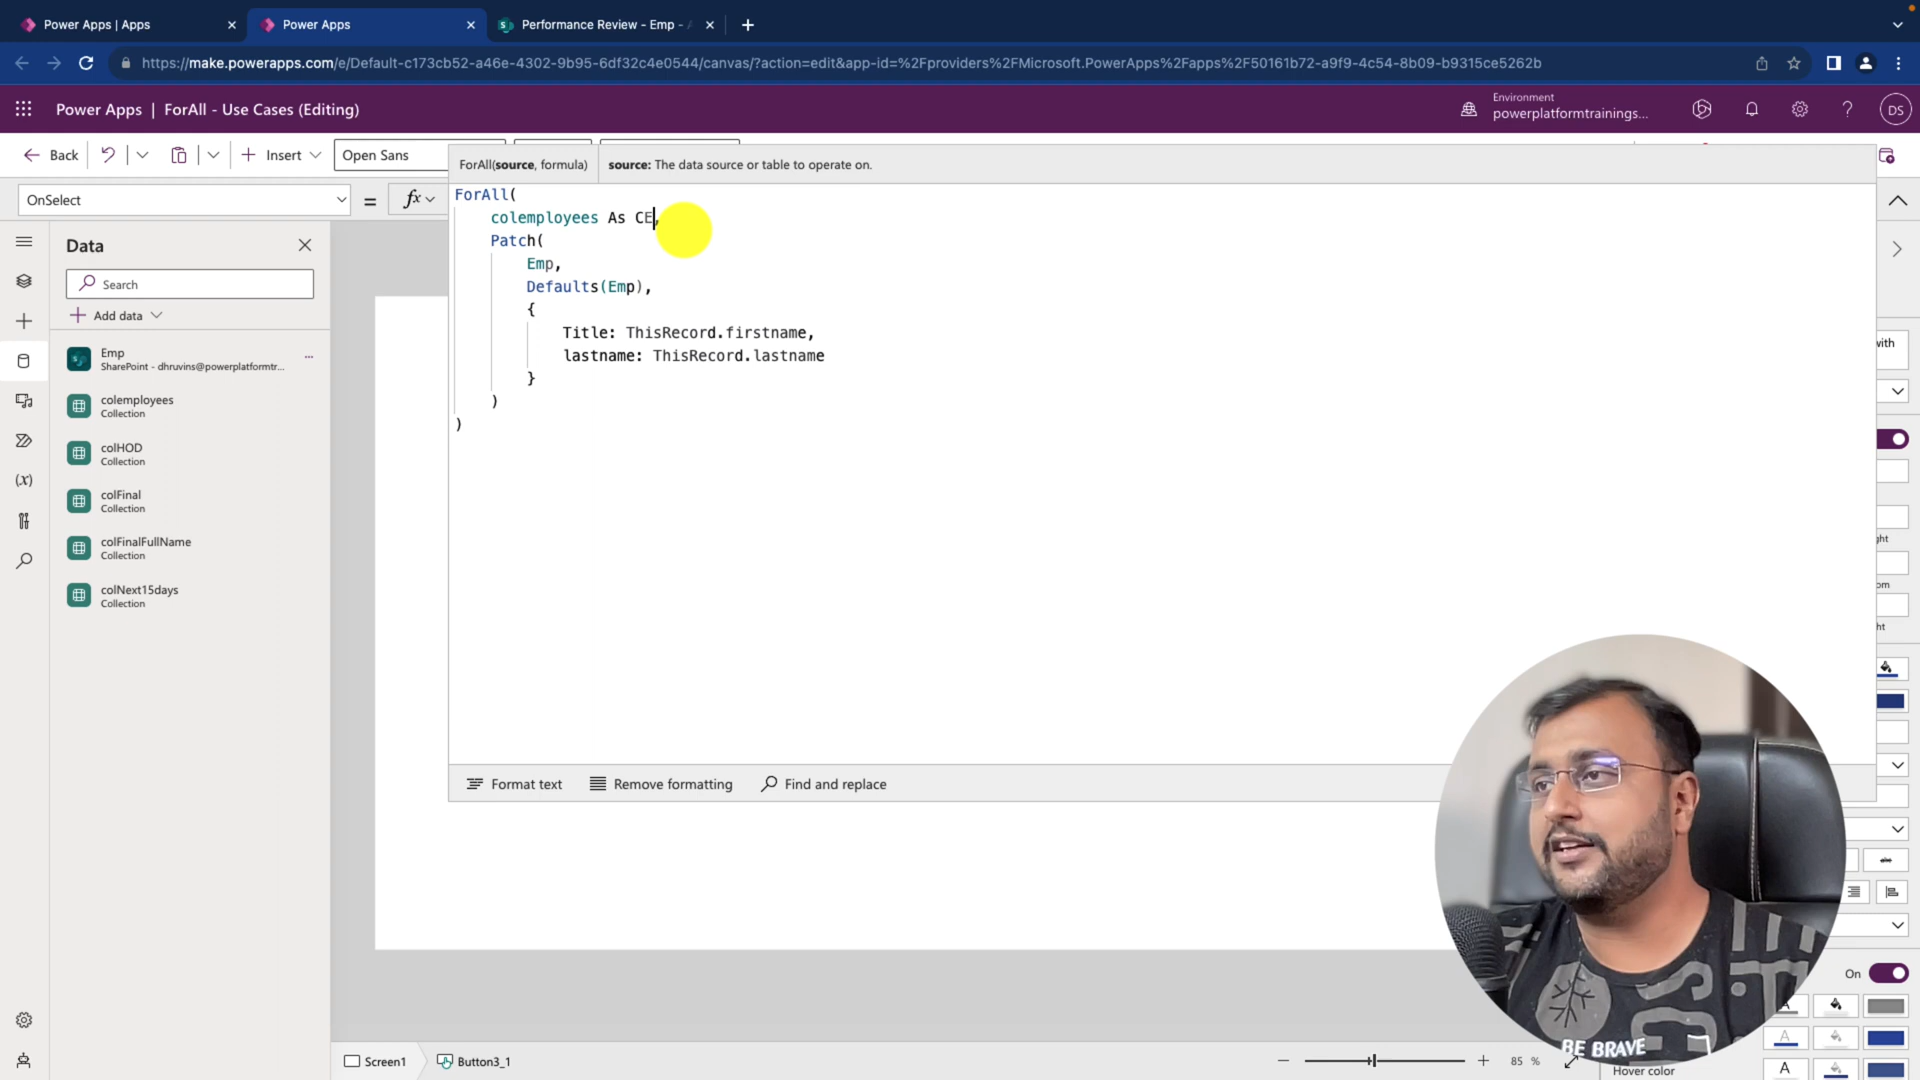 Power Apps | Apps
Power Apps
Performance Review - Emp -
https://make.powerapps.com/e/Default-c173cb52-a46e-4302-9b95-6df32c4e0544/canvas/?action=edit&app-id=%2Fproviders%2FMicrosoft.PowerApps%2Fapps%2F50161b72-a9f9-4c54-8b09-b9315ce5262b
Power Apps | ForAll - Use Cases (Editing)
Environment
powerplatformtrainings...
DS
Back
Insert
Open Sans
ForAll(source, formula)
source: The data source or table to operate on.
OnSelect
=
fx
ForAll(
colemployees As CE,
Patch(
Emp,
Defaults(Emp),
{
Title: ThisRecord.firstname,
lastname: ThisRecord.lastname
}
)
)
Data
Search
Add data
Emp
SharePoint - dhruvins@powerplatformtr...
colemployees
Collection
colHOD
Collection
colFinal
Collection
colFinalFullName
Collection
colNext15days
Collection
(x)
with
ght
om
ht
Format text
Remove formatting
Find and replace
On
BE BRAVE
Screen1
Button3_1
85 %
Hover color